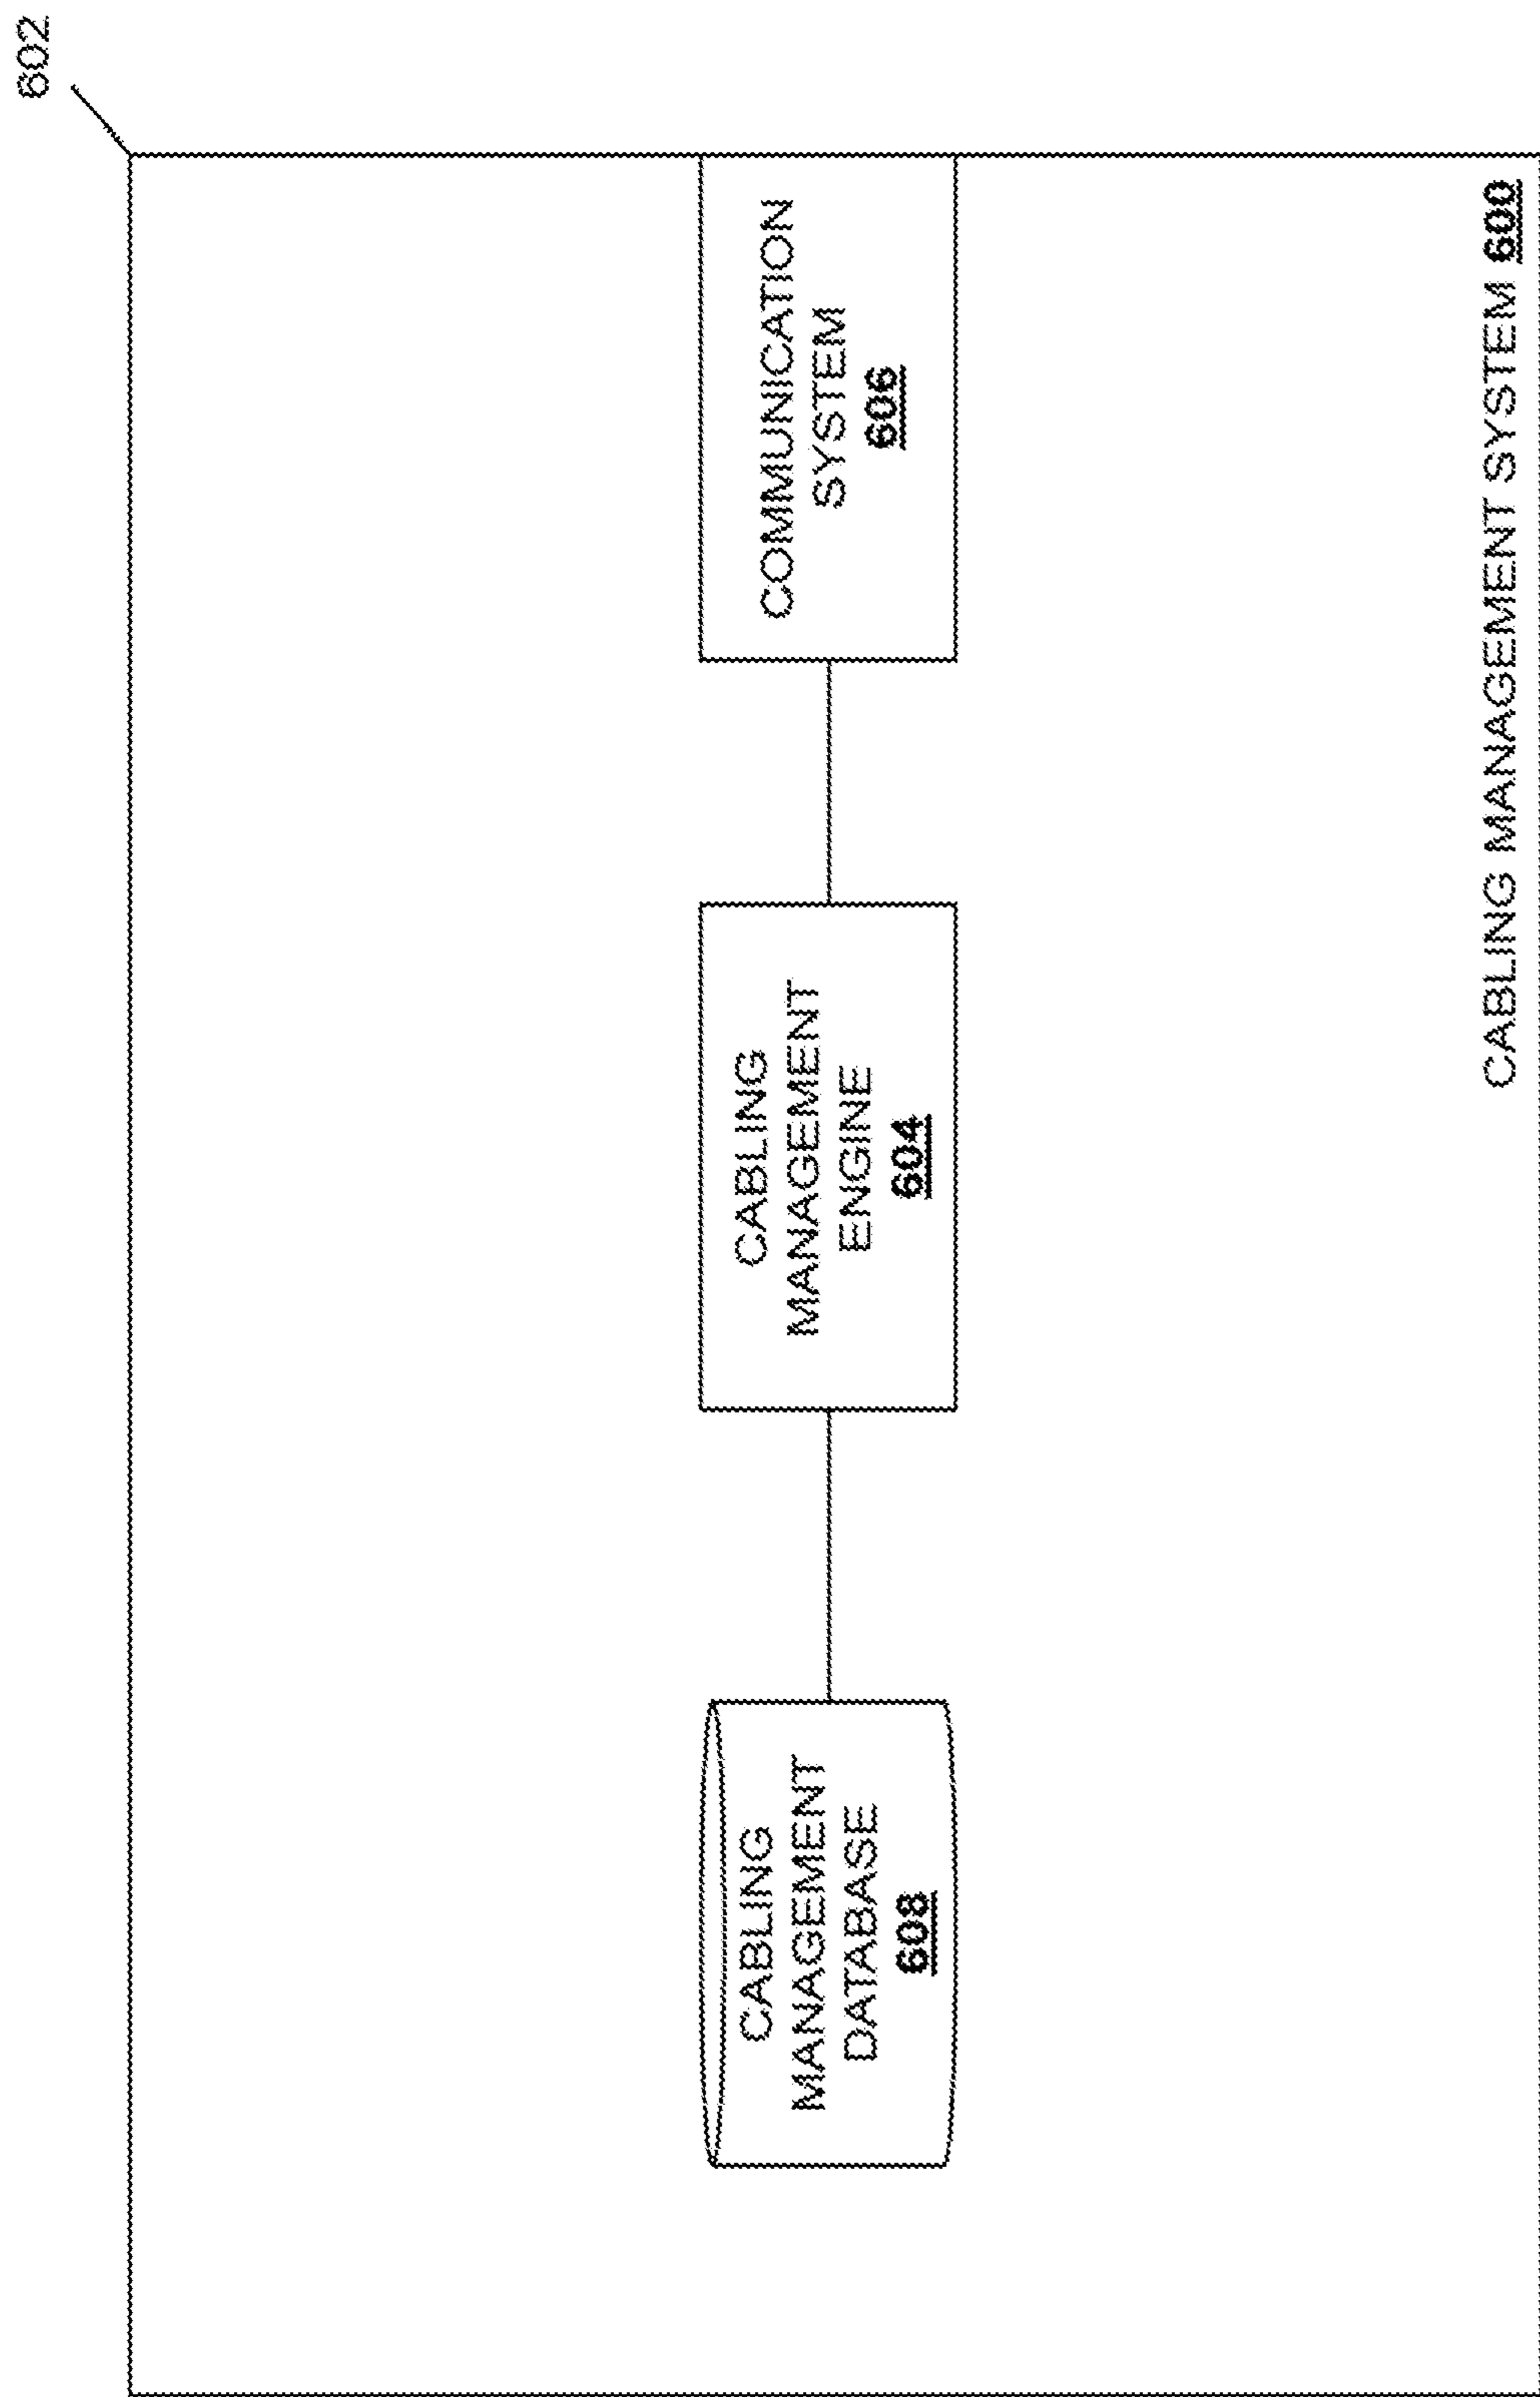 602
CABLING
MANAGEMENT
DATABASE
608
CABLING
MANAGEMENT
ENGINE
604
COMMUNICATION
SYSTEM
606
CABLING MANAGEMENT SYSTEM 600